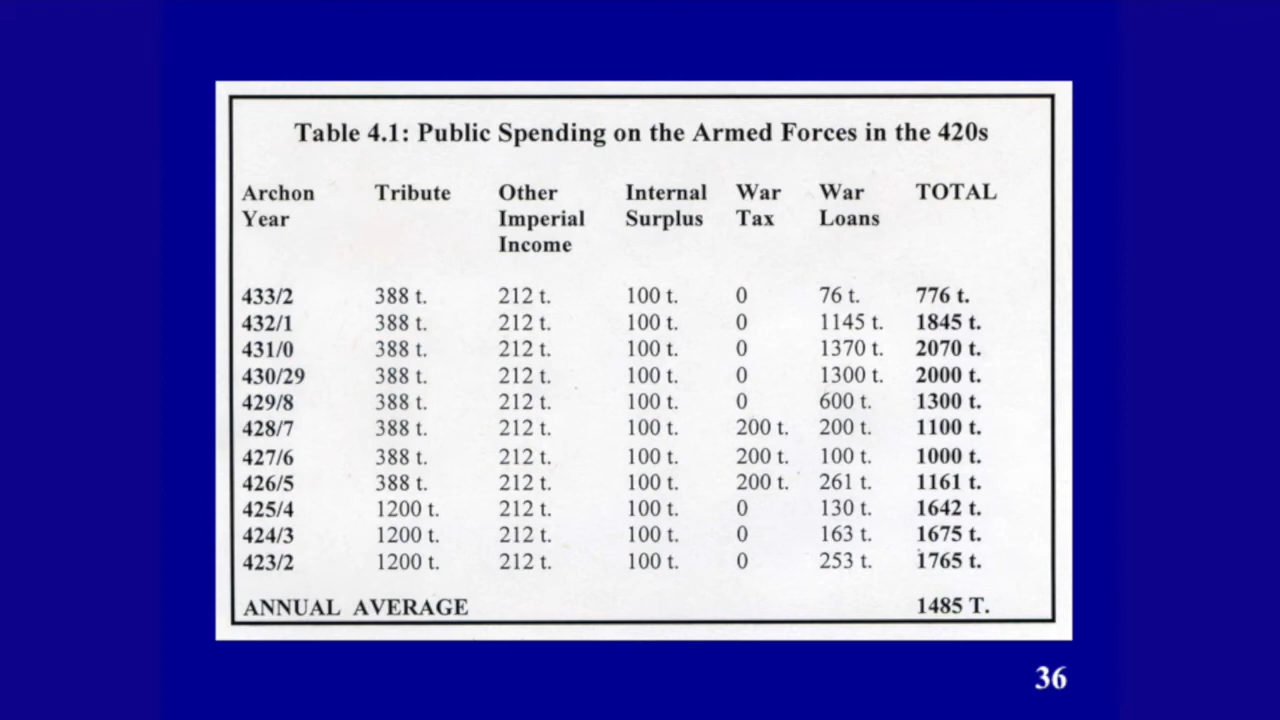 Table 4.1: Public Spending on the Armed Forces in the 420s
Archon Tribute Other Internal War War TOTAL
Year Imperial Surplus Tax Loans
Income
433/2 388 t. 212 t. 100 t. 0 76 t. 776 t.
432/1 388 t. 212 t. 100 t. 0 1145 t. 1845 t.
431/0 388 t. 212 t. 100 t. 0 1370 t. 2070 t.
430/29 388 t. 212 t. 100 t. 0 1300 t. 2000 t.
429/8 388 t. 212 t. 100 t. 0 600 t. 1300 t.
428/7 388 t. 212 t. 100 t. 200 t. 200 t. 1100 t.
427/6 388 t. 212 t. 100 t. 200 t. 100 t. 1000 t.
426/5 388 t. 212 t. 100 t. 200 t. 261 t. 1161 t.
425/4 1200 t. 212 t. 100 t. 0 130 t. 1642 t.
424/3 1200 t. 212 t. 100 t. 0 163 t. 1675 t.
423/2 1200 t. 212 t. 100 t. 0 253 t. 1765 t.
ANNUAL AVERAGE 1485 T.
36